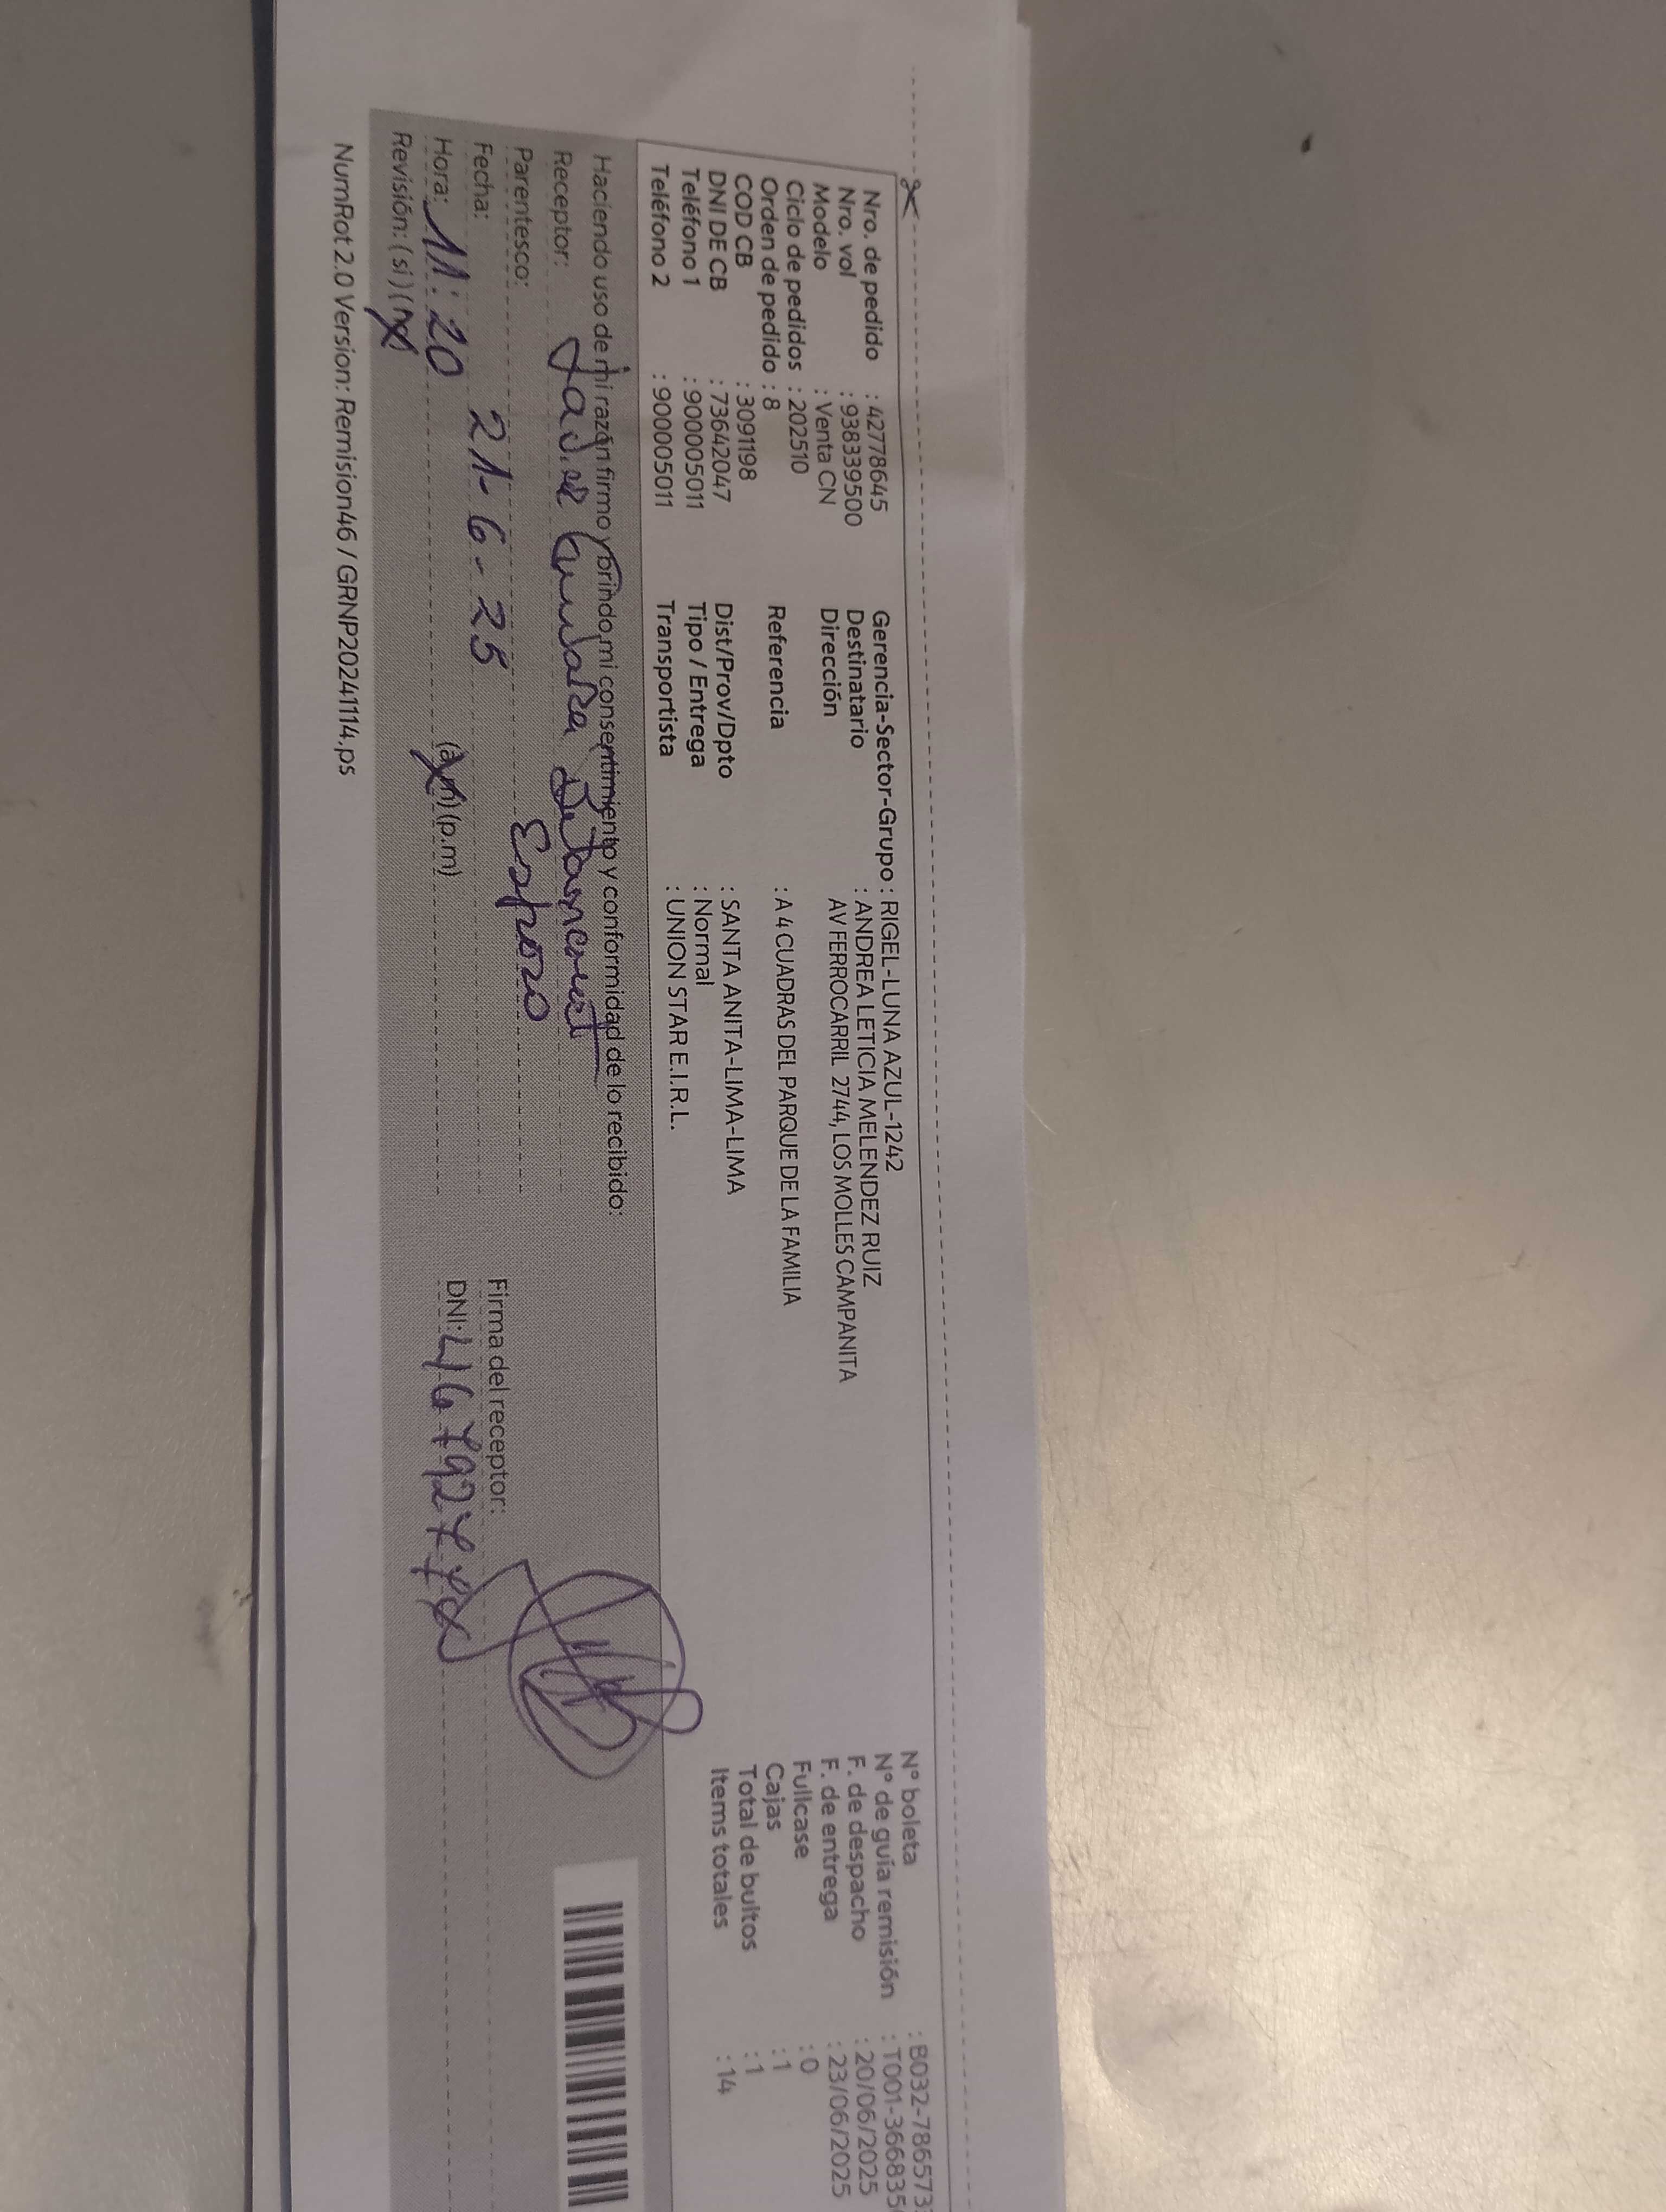 Nro. de pedido : 42778645
Nro. vol : 938339500
Modelo : Venta CN
Ciclo de pedidos : 202510
Orden de pedido : 8
COD CB : 3091198
DNI DE CB : 73642047
Teléfono 1 : 900005011
Teléfono 2 : 900005011
Gerencia-Sector-Grupo : RIGEL-LUNA AZUL-1242
Destinatario : ANDREA LETICIA MELENDEZ RUIZ
Dirección AV FERROCARRIL 2744, LOS MOLLES CAMPANITA
Referencia : A 4 CUADRAS DEL PARQUE DE LA FAMILIA
Dist/Prov/Dpto : SANTA ANITA-LIMA-LIMA
Tipo / Entrega : Normal
Transportista : UNION STAR E.I.R.L.
N° boleta : B032-786573
N° de guía remisión : T001-366835
F. de despacho : 20/06/2025
F. de entrega : 23/06/2025
Fullcase : 0
Cajas : 1
Total de bultos : 1
Items totales : 14
Haciendo uso de mi razón firmo y brindo mi consentimiento y conformidad de lo recibido:
Receptor:
Parentesco: Esposo
Fecha: 21-6-25
Hora: 11:20 (a.m) (p.m)
Revisión: (si) (no)
Firma del receptor:
DNI:
NumRot 2.0 Version: Remision46 / GRNP20241114.ps